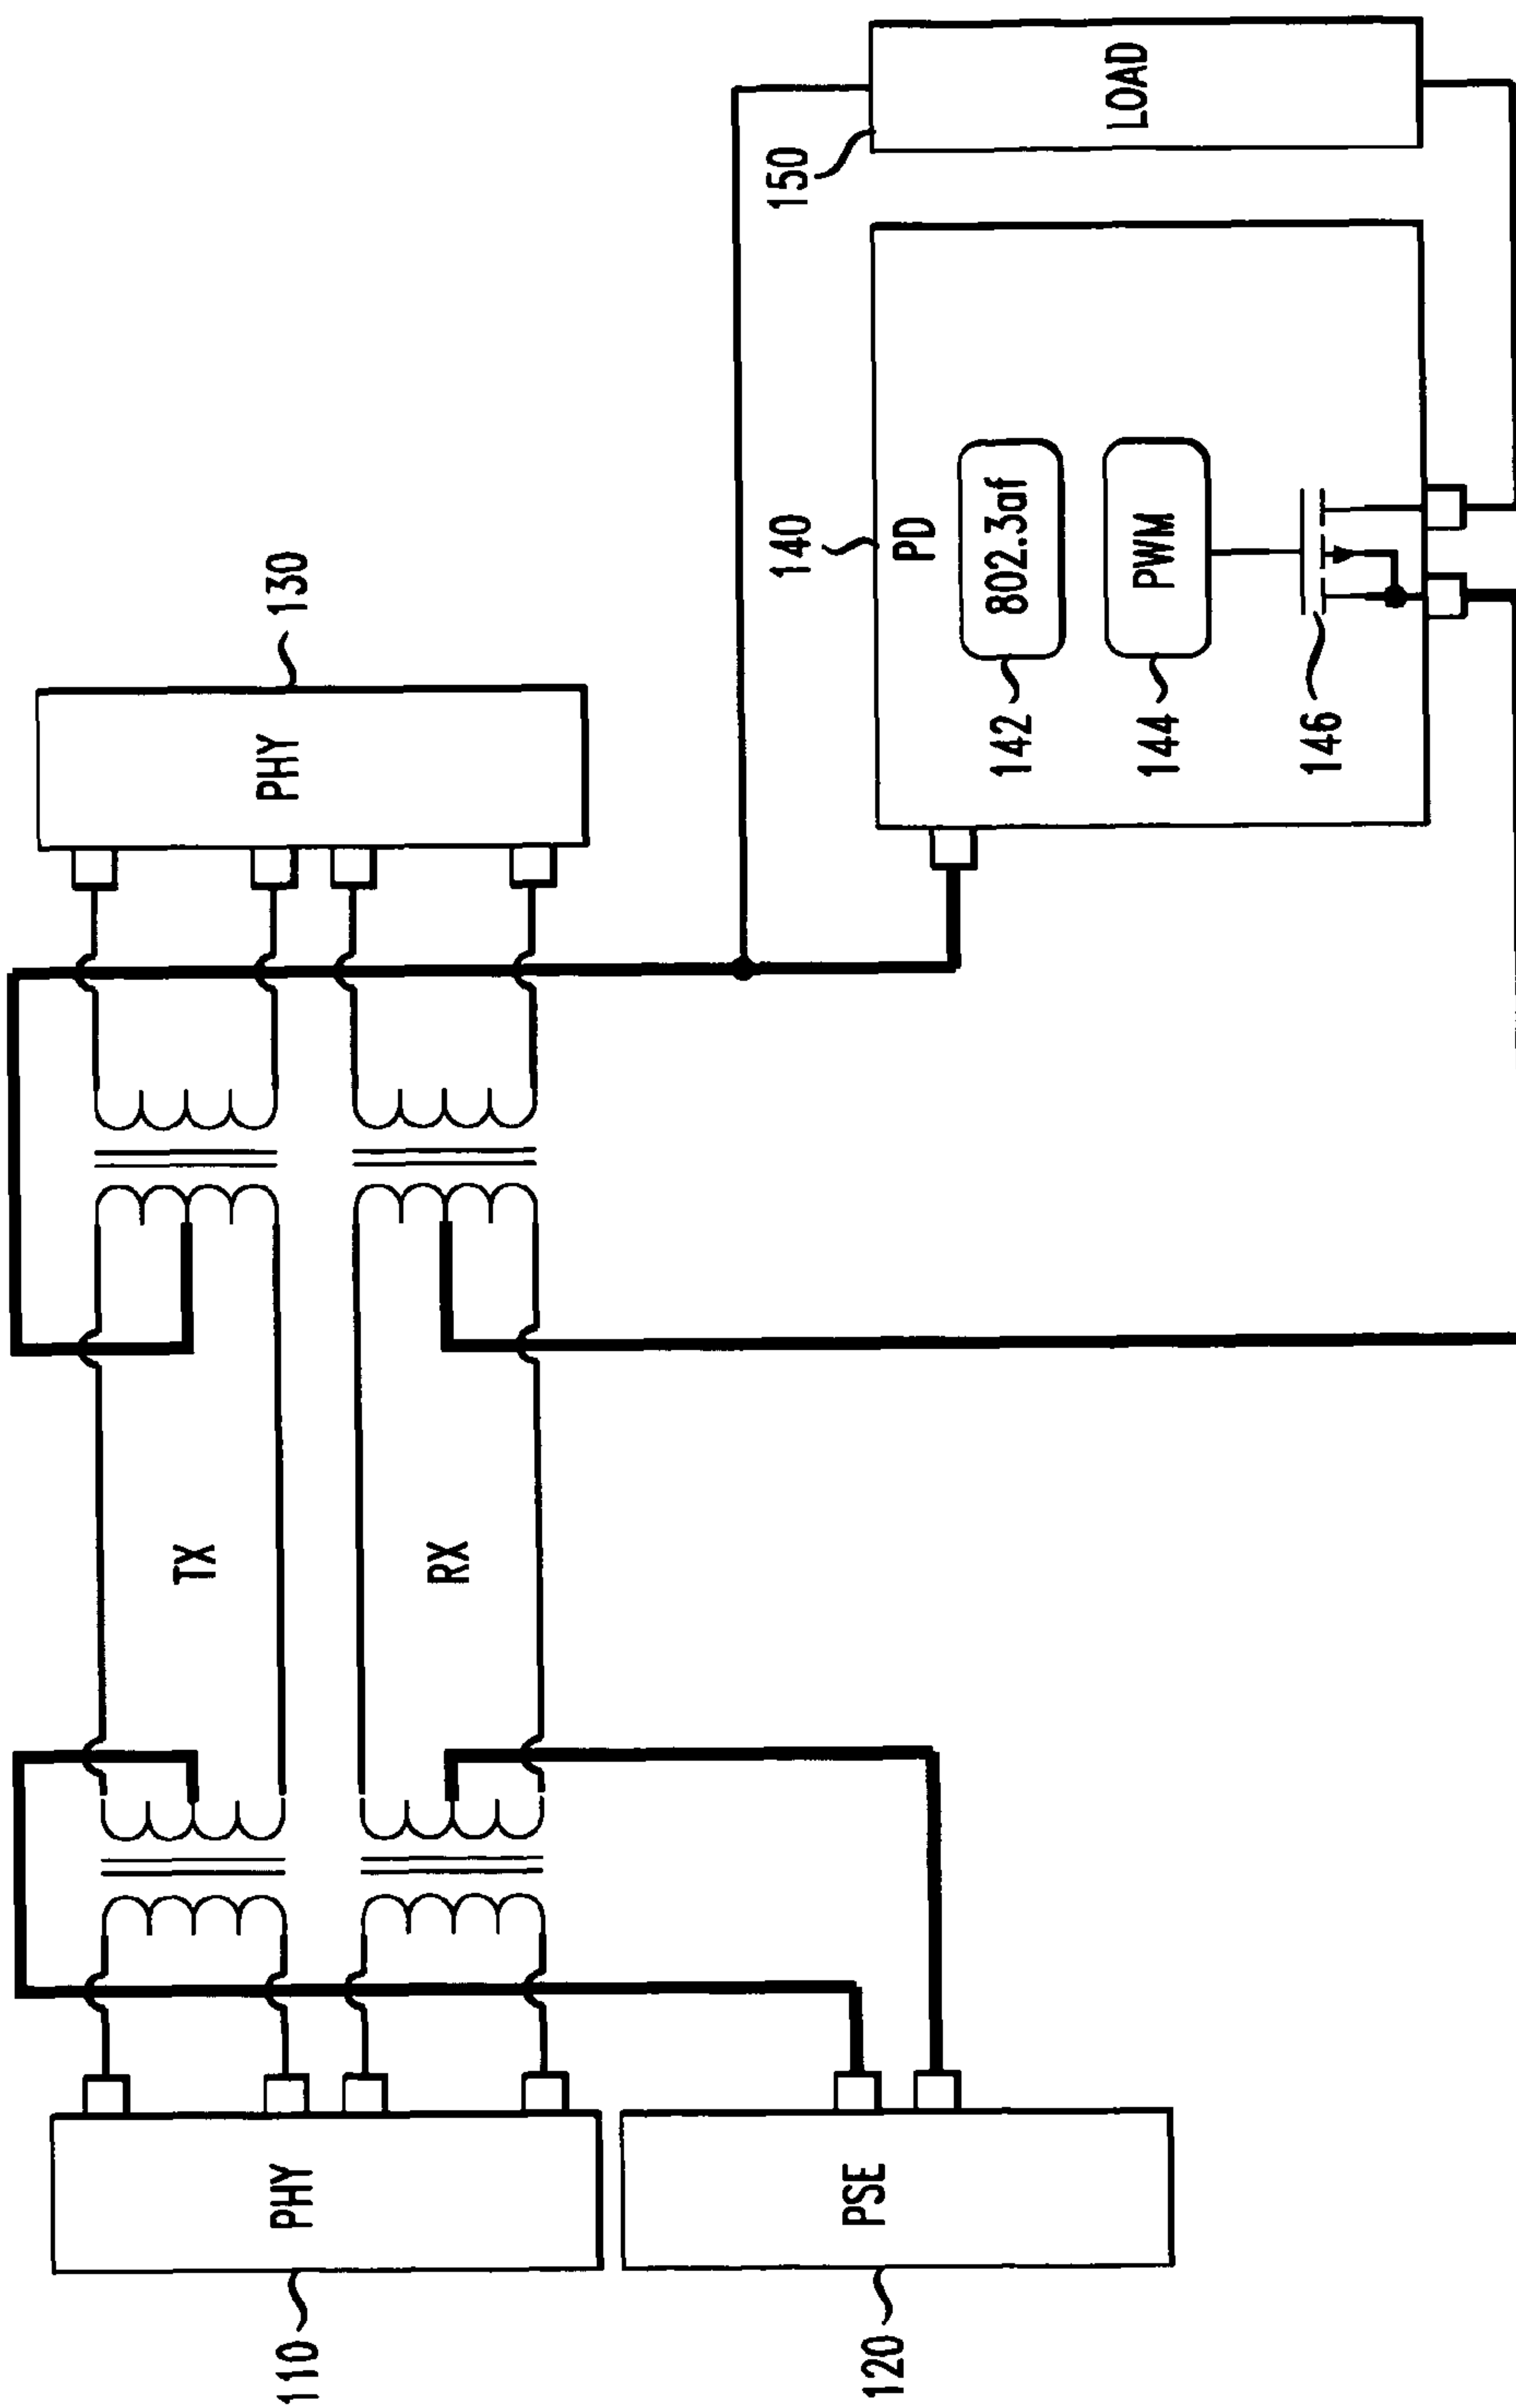 110
PHY
TX
RX
PHY
130
120
PSE
140
PD
142
802.3af
144
PWM
146
150
LOAD